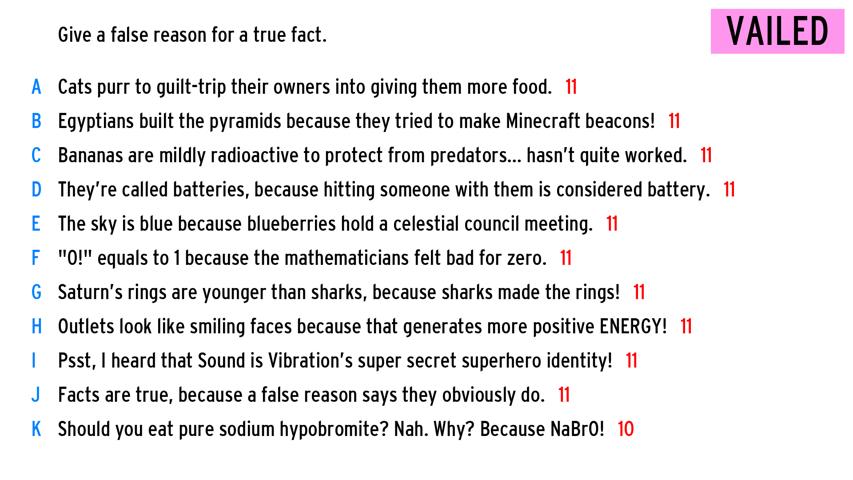 Give a false reason for a true fact.
VAILED
A Cats purr to guilt-trip their owners into giving them more food. 11
B Egyptians built the pyramids because they tried to make Minecraft beacons! 11
C Bananas are mildly radioactive to protect from predators... hasn't quite worked. 11
D They're called batteries, because hitting someone with them is considered battery. 11
E The sky is blue because blueberries hold a celestial council meeting. 11
F "0!" equals to 1 because the mathematicians felt bad for zero. 11
G Saturn's rings are younger than sharks, because sharks made the rings! 11
H Outlets look like smiling faces because that generates more positive ENERGY! 11
I Psst, I heard that Sound is Vibration's super secret superhero identity! 11
J Facts are true, because a false reason says they obviously do. 11
K Should you eat pure sodium hypobromite? Nah. Why? Because NaBrO! 10